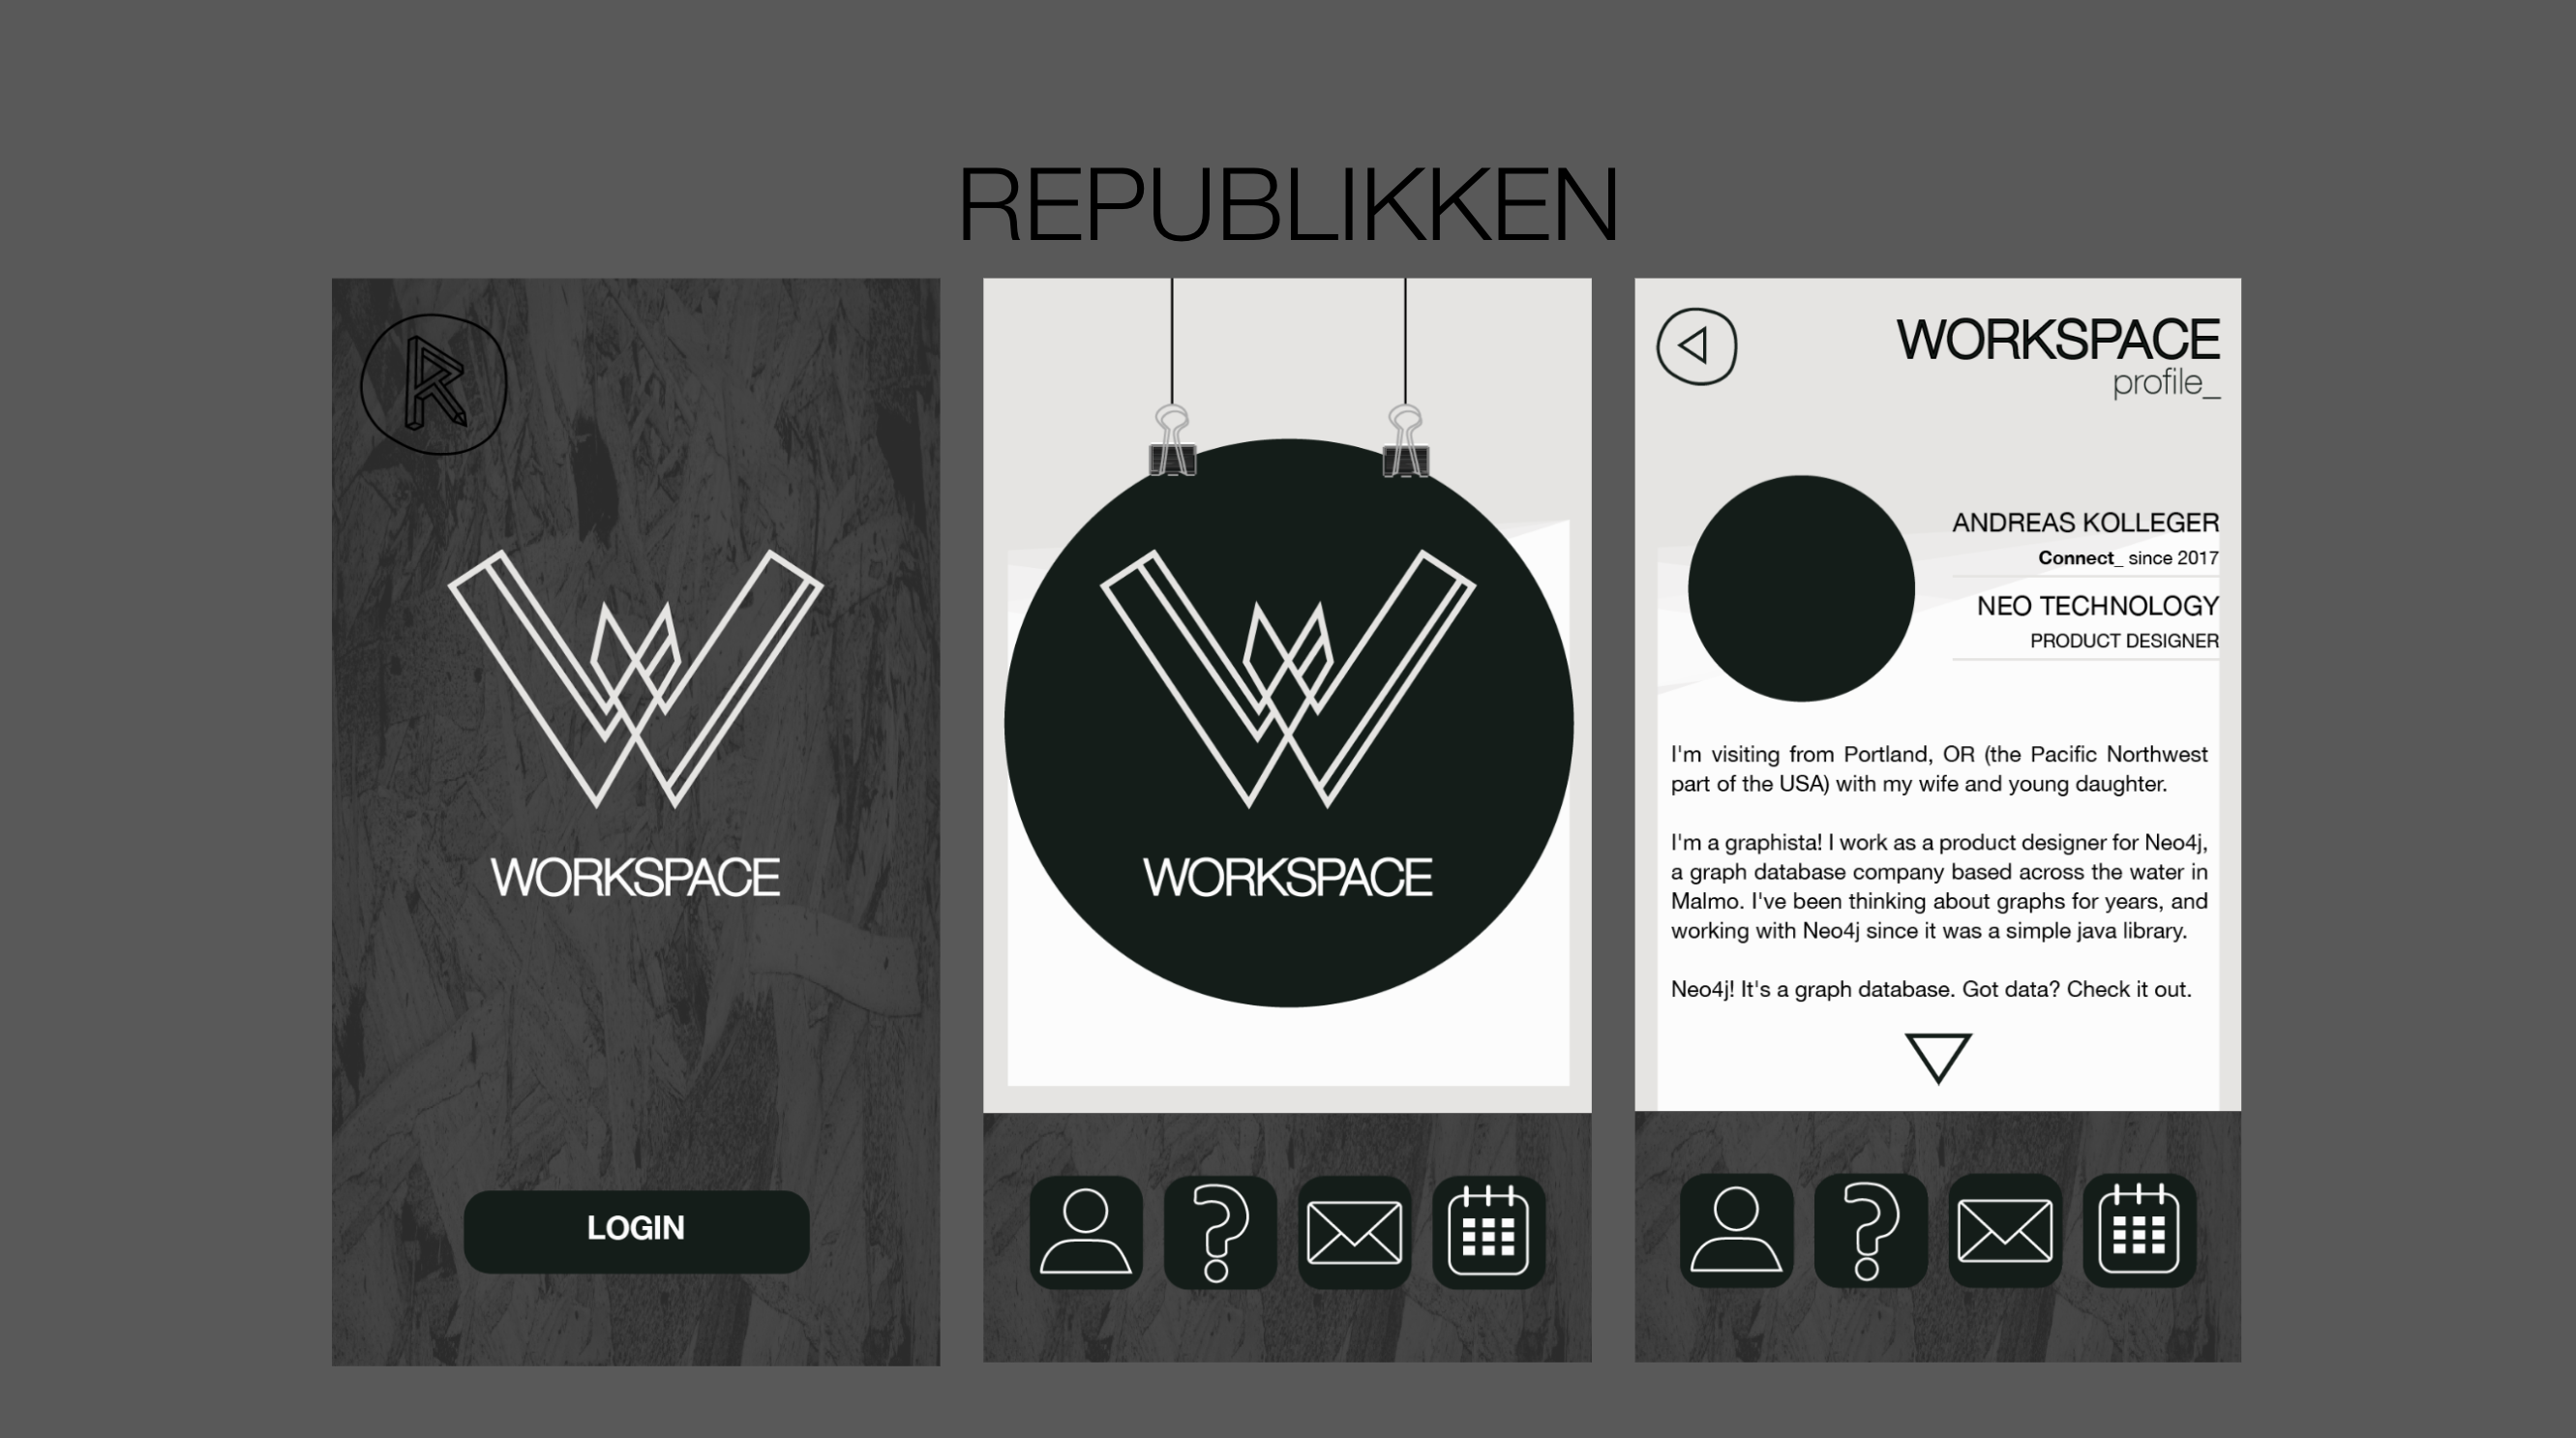 REPUBLIKKEN
WORKSPACE
LOGIN
WORKSPACE
WORKSPACE
profile_
ANDREAS KOLLEGER
Connect_ since 2017
NEO TECHNOLOGY
PRODUCT DESIGNER
I'm visiting from Portland, OR (the Pacific Northwest
part of the USA) with my wife and young daughter.
I'm a graphista! I work as a product designer for Neo4j,
a graph database company based across the water in
Malmo. I've been thinking about graphs for years, and
working with Neo4j since it was a simple java library.
Neo4j! It's a graph database. Got data? Check it out.